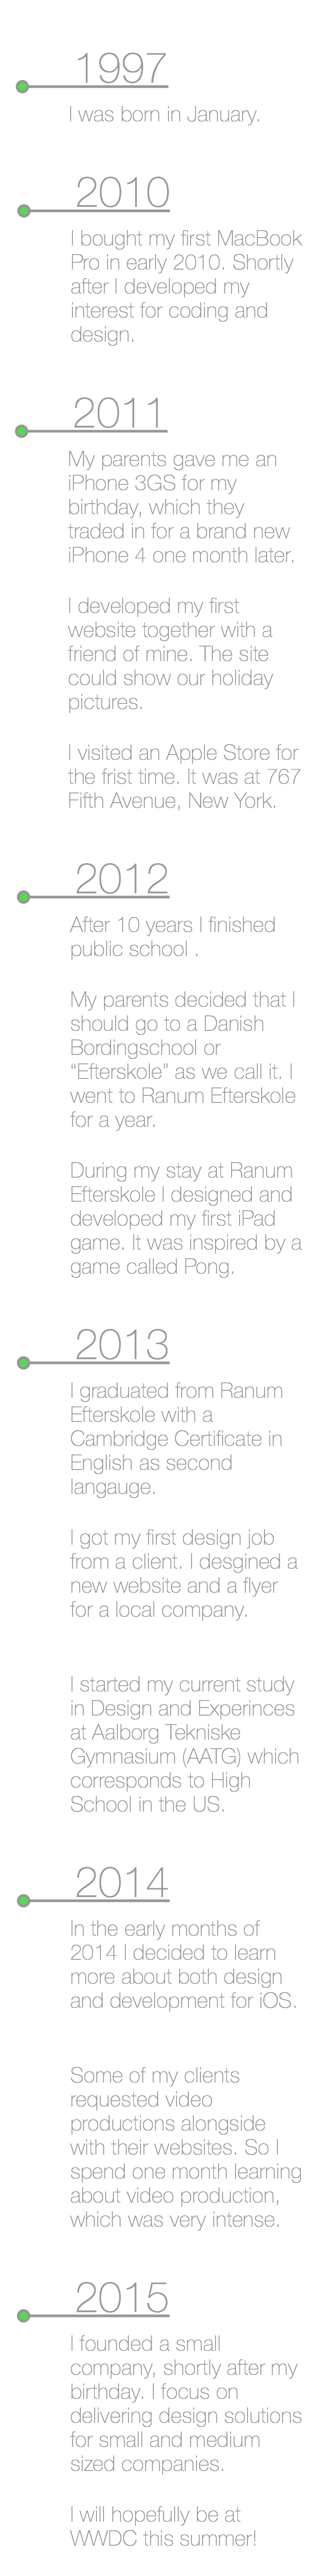 1997
I was born in January.
2010
I bought my first MacBook
Pro in early 2010. Shortly
after I developed my
interest for coding and
design.
2011
My parents gave me an
iPhone 3GS for my
birthday, which they
traded in for a brand new
iPhone 4 one month later.
I developed my first
website together with a
friend of mine. The site
could show our holiday
pictures.
I visited an Apple Store for
the frist time. It was at 767
Fifth Avenue, New York.
2012
After 10 years I finished
public school .
My parents decided that I
should go to a Danish
Bordingschool or
“Efterskole” as we call it. I
went to Ranum Efterskole
for a year.
During my stay at Ranum
Efterskole I designed and
developed my first iPad
game. It was inspired by a
game called Pong.
2013
I graduated from Ranum
Efterskole with a
Cambridge Certificate in
English as second
langauge.
I got my first design job
from a client. I desgined a
new website and a flyer
for a local company.
I started my current study
in Design and Experinces
at Aalborg Tekniske
Gymnasium (AATG) which
corresponds to High
School in the US.
2014
In the early months of
2014 I decided to learn
more about both design
and development for iOS.
Some of my clients
requested video
productions alongside
with their websites. So I
spend one month learning
about video production,
which was very intense.
2015
I founded a small
company, shortly after my
birthday. I focus on
delivering design solutions
for small and medium
sized companies.
I will hopefully be at
WWDC this summer!